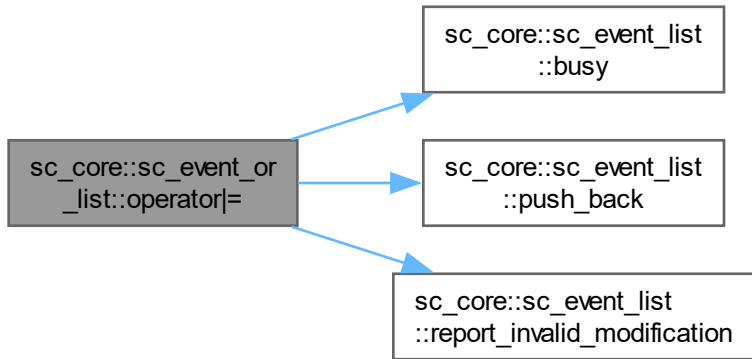 sc_core::sc_event_list
::busy
sc_core::sc_event_or
_list::operator|=
sc_core::sc_event_list
::push_back
sc_core::sc_event_list
::report_invalid_modification